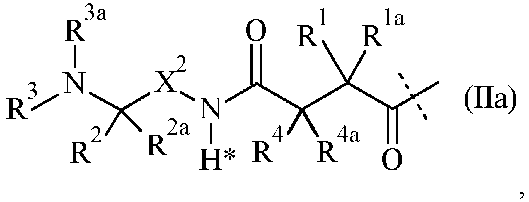 R³ᵃ
O
R¹
R¹ᵃ
R³
N
X²
N
(IIa)
R²
R²ᵃ
H*
R⁴
R⁴ᵃ
O
,